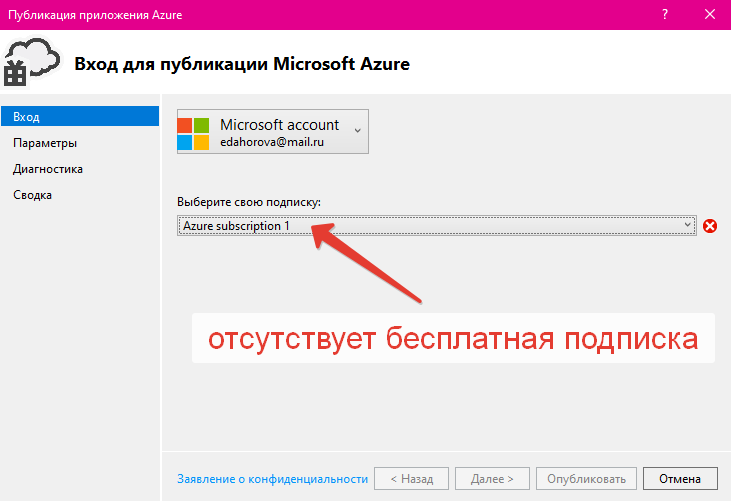 Публикация приложения Azure
?
Вход для публикации Microsoft Azure
Вход
Параметры
Диагностика
Сводка
Microsoft account
edahorova@mail.ru
Выберите свою подписку:
Azure subscription 1
отсутствует бесплатная подписка
Заявление о конфиденциальности
< Назад
Далее >
Опубликовать
Отмена